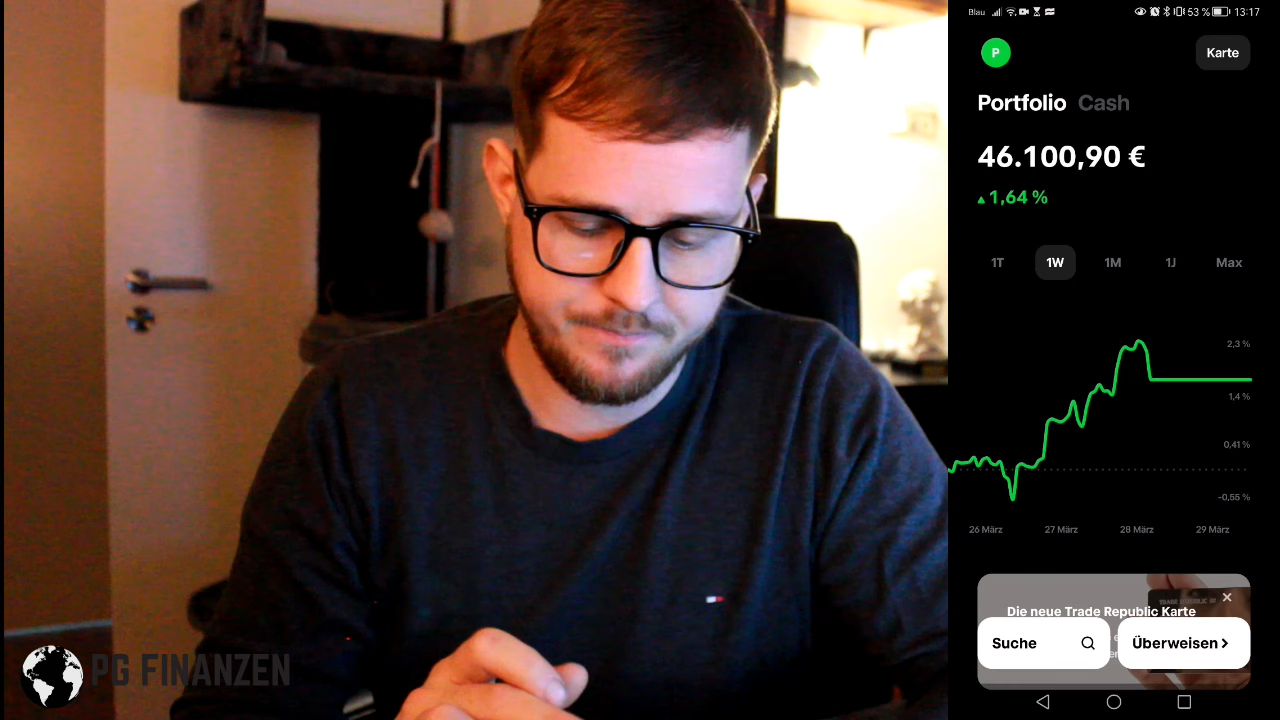 Blau 53 % 13:17
P Karte
Portfolio Cash
46.100,90 €
1,64 %
1T 1W 1M 1J Max
2,3 %
1,4 %
0,41 %
-0,55 %
26 März 27 März 28 März 29 März
TRADE REPUBLIC
Die neue Trade Republic Karte
Suche Überweisen
PG FINANZEN